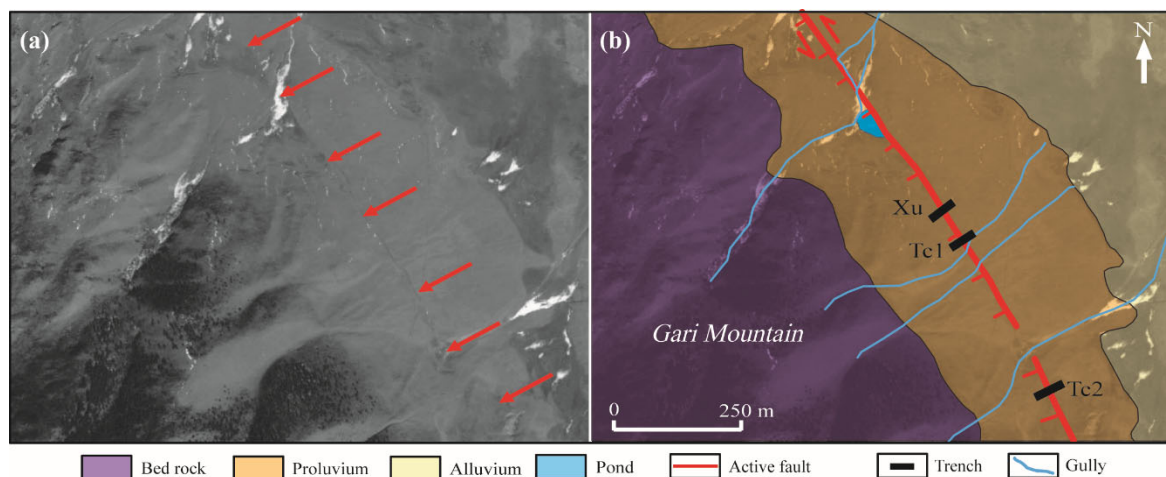 (a)
(b)
N
Xu
Tc1
Gari Mountain
Tc2
0
250 m
Bed rock
Proluvium
Alluvium
Pond
Active fault
Trench
Gully